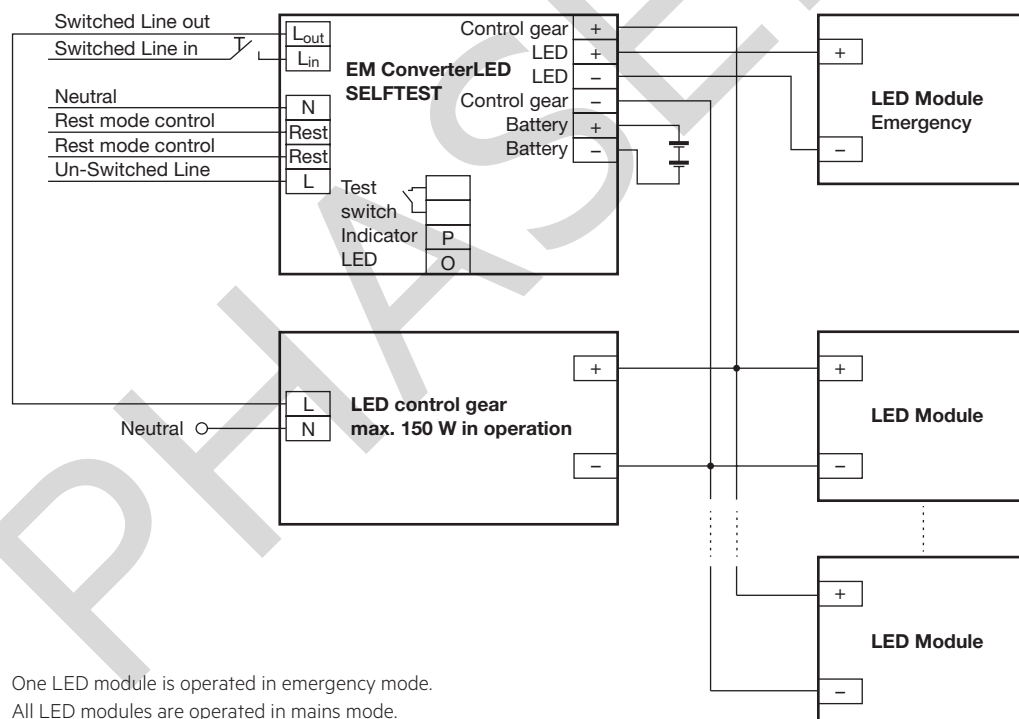 Switched Line out
Switched Line in
Neutral
Rest mode control
Rest mode control
Un-Switched Line
Lout
Lin
N
Rest
Rest
L
EM ConverterLED
SELFTEST
Test
switch
Indicator
LED
P
O
Control gear +
LED +
LED –
Control gear –
Battery +
Battery –
+
–
LED Module
Emergency
Neutral
L
N
LED control gear
max. 150 W in operation
+
–
+
–
LED Module
+
–
LED Module
One LED module is operated in emergency mode.
All LED modules are operated in mains mode.